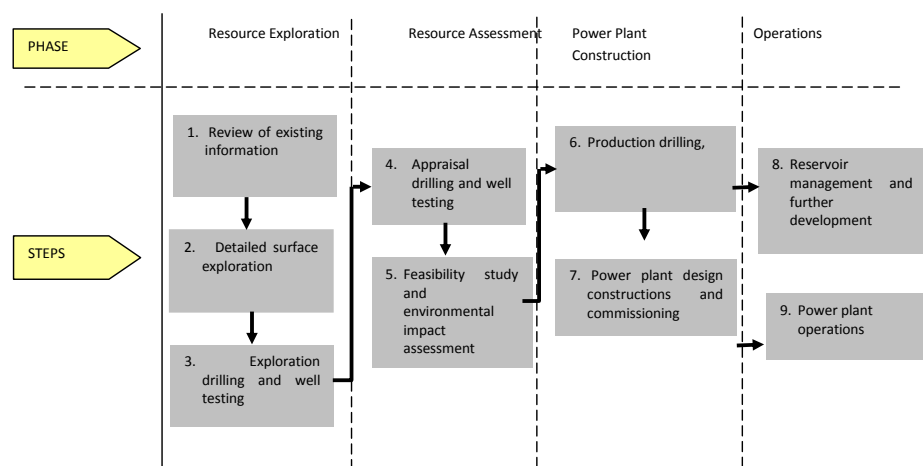 PHASE
Resource Exploration
Resource Assessment
Power Plant
Construction
Operations
STEPS
1. Review of existing
information
2. Detailed surface
exploration
3. Exploration
drilling and well
testing
4. Appraisal
drilling and well
testing
5. Feasibility study
and
environmental
impact
assessment
6. Production drilling,
7. Power plant design
constructions and
commissioning
8. Reservoir
management and
further
development
9. Power plant
operations